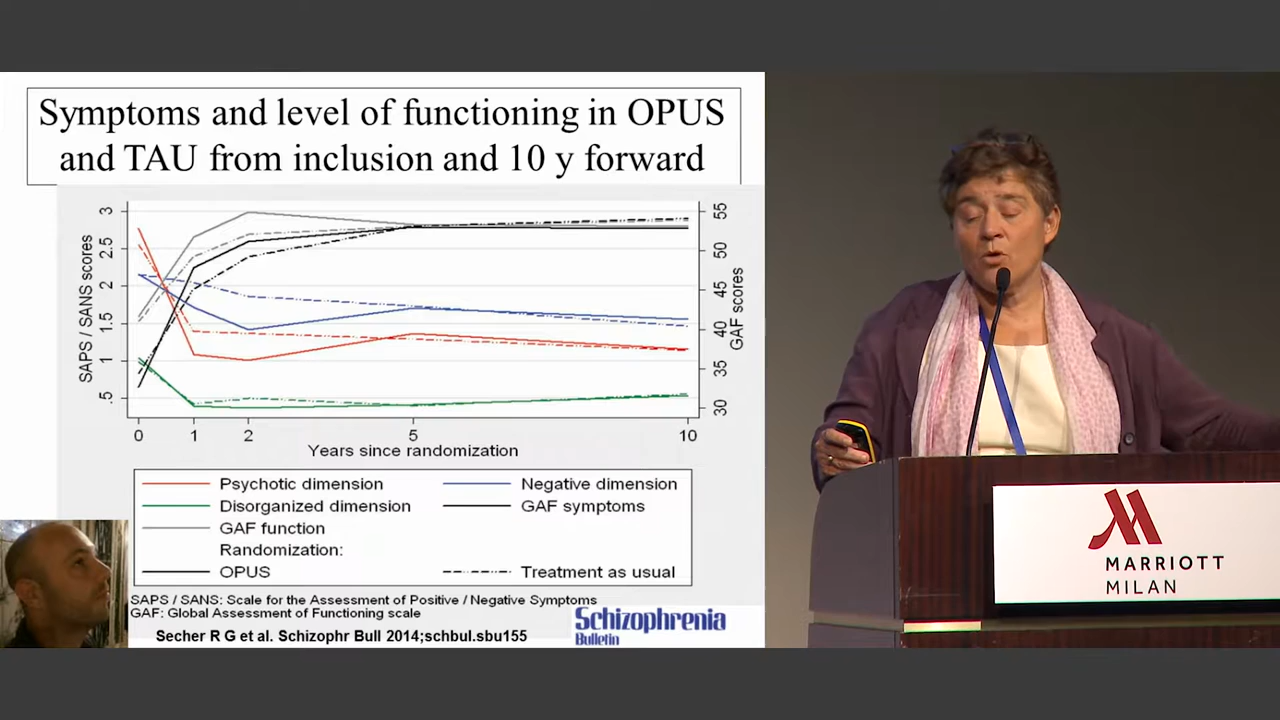 Symptoms and level of functioning in OPUS
and TAU from inclusion and 10 y forward
3
2.5
2
1.5
1
.5
SAPS / SANS scores
55
50
45
40
35
30
GAF scores
0 1 2 5 10
Years since randomization
Psychotic dimension
Negative dimension
Disorganized dimension
GAF symptoms
GAF function
Randomization:
OPUS
Treatment as usual
SAPS / SANS: Scale for the Assessment of Positive / Negative Symptoms
GAF: Global Assessment of Functioning scale
Secher R G et al. Schizophr Bull 2014;schbul.sbu155
Schizophrenia
Bulletin
MARRIOTT
MILAN